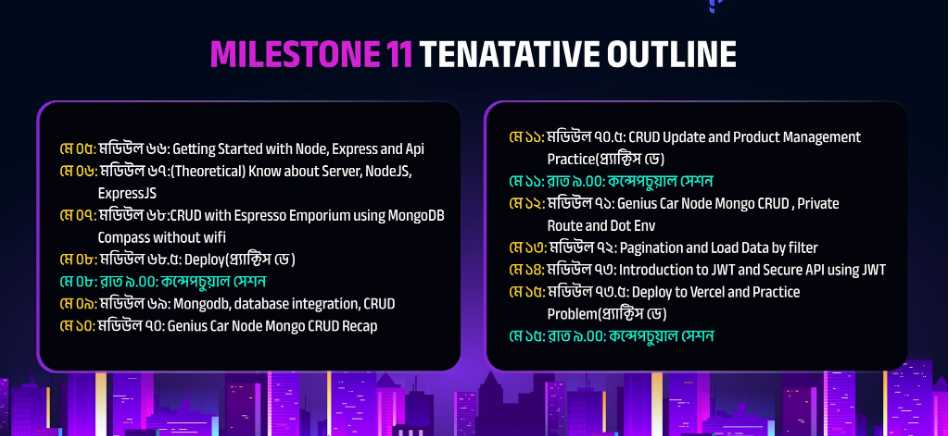 MILESTONE 11 TENATATIVE OUTLINE
মে ০৫: মডিউল ৬৬: Getting Started with Node, Express and Api
মে ০৬: মডিউল ৬৭:(Theoretical) Know about Server, NodeJS,
ExpressJS
মে ০৭: মডিউল ৬৮:CRUD with Espresso Emporium using MongoDB
Compass without wifi
মে ০৮: মডিউল ৬৮.৫: Deploy(প্র্যাক্টিস ডে )
মে ০৮: রাত ৯.00: কন্সেপচুয়াল সেশন
মে ০৯: মডিউল ৬৯: Mongodb, database integration, CRUD
মে ১০: মডিউল ৭০: Genius Car Node Mongo CRUD Recap
মে ১১: মডিউল ৭০.৫: CRUD Update and Product Management
Practice(প্র্যাক্টিস ডে)
মে ১১: রাত ৯.00: কন্সেপচুয়াল সেশন
মে ১২: মডিউল ৭১: Genius Car Node Mongo CRUD , Private
Route and Dot Env
মে ১৩: মডিউল ৭২: Pagination and Load Data by filter
মে ১৪: মডিউল ৭৩: Introduction to JWT and Secure API using JWT
মে ১৫: মডিউল ৭৩.৫: Deploy to Vercel and Practice
Problem(প্র্যাক্টিস ডে)
মে ১৫: রাত ৯.00: কন্সেপচুয়াল সেশন